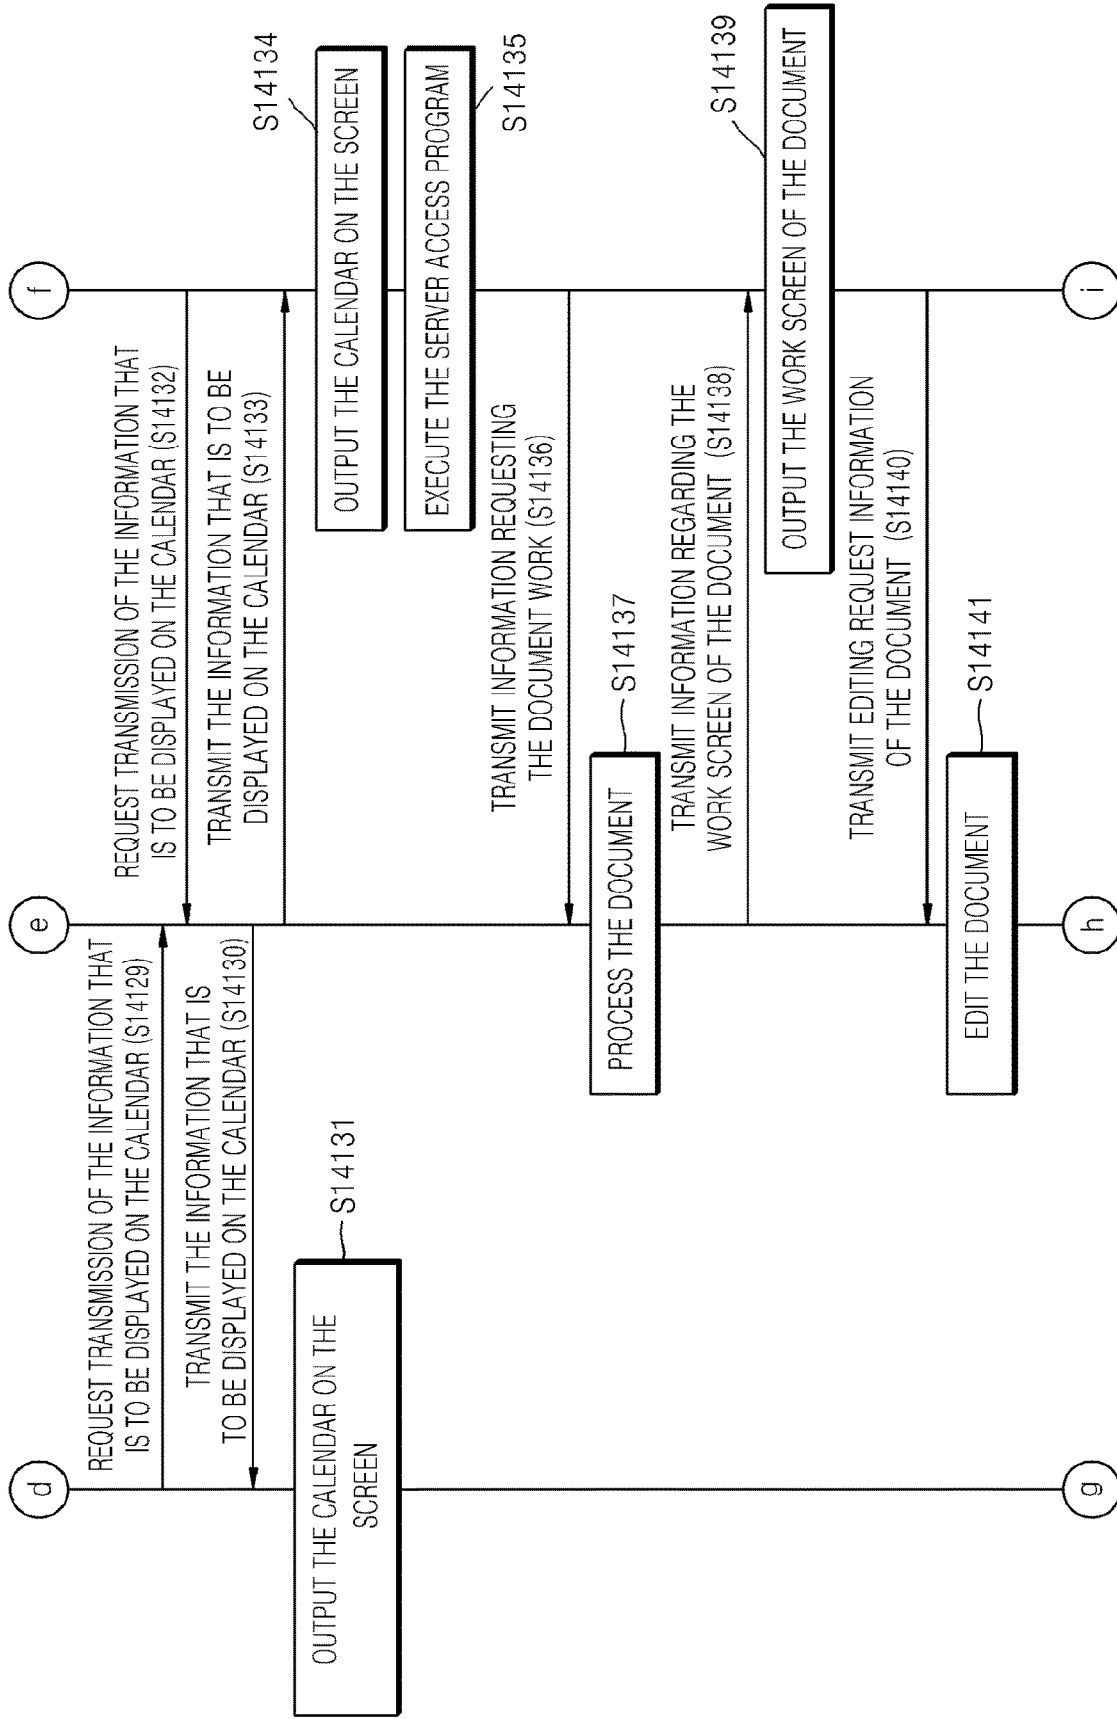 d
e
f
REQUEST TRANSMISSION OF THE INFORMATION THAT
IS TO BE DISPLAYED ON THE CALENDAR (S14129)
REQUEST TRANSMISSION OF THE INFORMATION THAT
IS TO BE DISPLAYED ON THE CALENDAR (S14132)
TRANSMIT THE INFORMATION THAT IS
TO BE DISPLAYED ON THE CALENDAR (S14130)
TRANSMIT THE INFORMATION THAT IS TO BE
DISPLAYED ON THE CALENDAR (S14133)
OUTPUT THE CALENDAR ON THE
SCREEN
S14131
OUTPUT THE CALENDAR ON THE SCREEN
S14134
EXECUTE THE SERVER ACCESS PROGRAM
S14135
TRANSMIT INFORMATION REQUESTING
THE DOCUMENT WORK (S14136)
PROCESS THE DOCUMENT
S14137
TRANSMIT INFORMATION REGARDING THE
WORK SCREEN OF THE DOCUMENT (S14138)
OUTPUT THE WORK SCREEN OF THE DOCUMENT
S14139
TRANSMIT EDITING REQUEST INFORMATION
OF THE DOCUMENT (S14140)
EDIT THE DOCUMENT
S14141
g
h
i